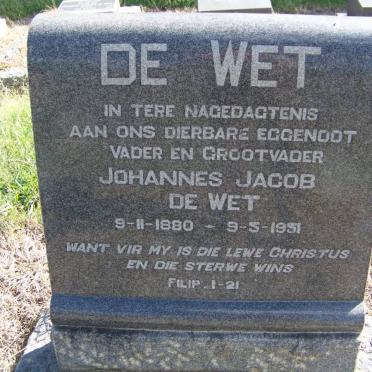 DE WET
IN TERE NAGEDAGTENIS
AAN ONS DIERBARE EGGENOOT
VADER EN GROOTVADER
JOHANNES JACOB
DE WET
9-11-1880 - 9-5-1951
WANT VIR MY IS DIE LEWE CHRISTUS
EN DIE STERWE WINS
FILIP. 1-21